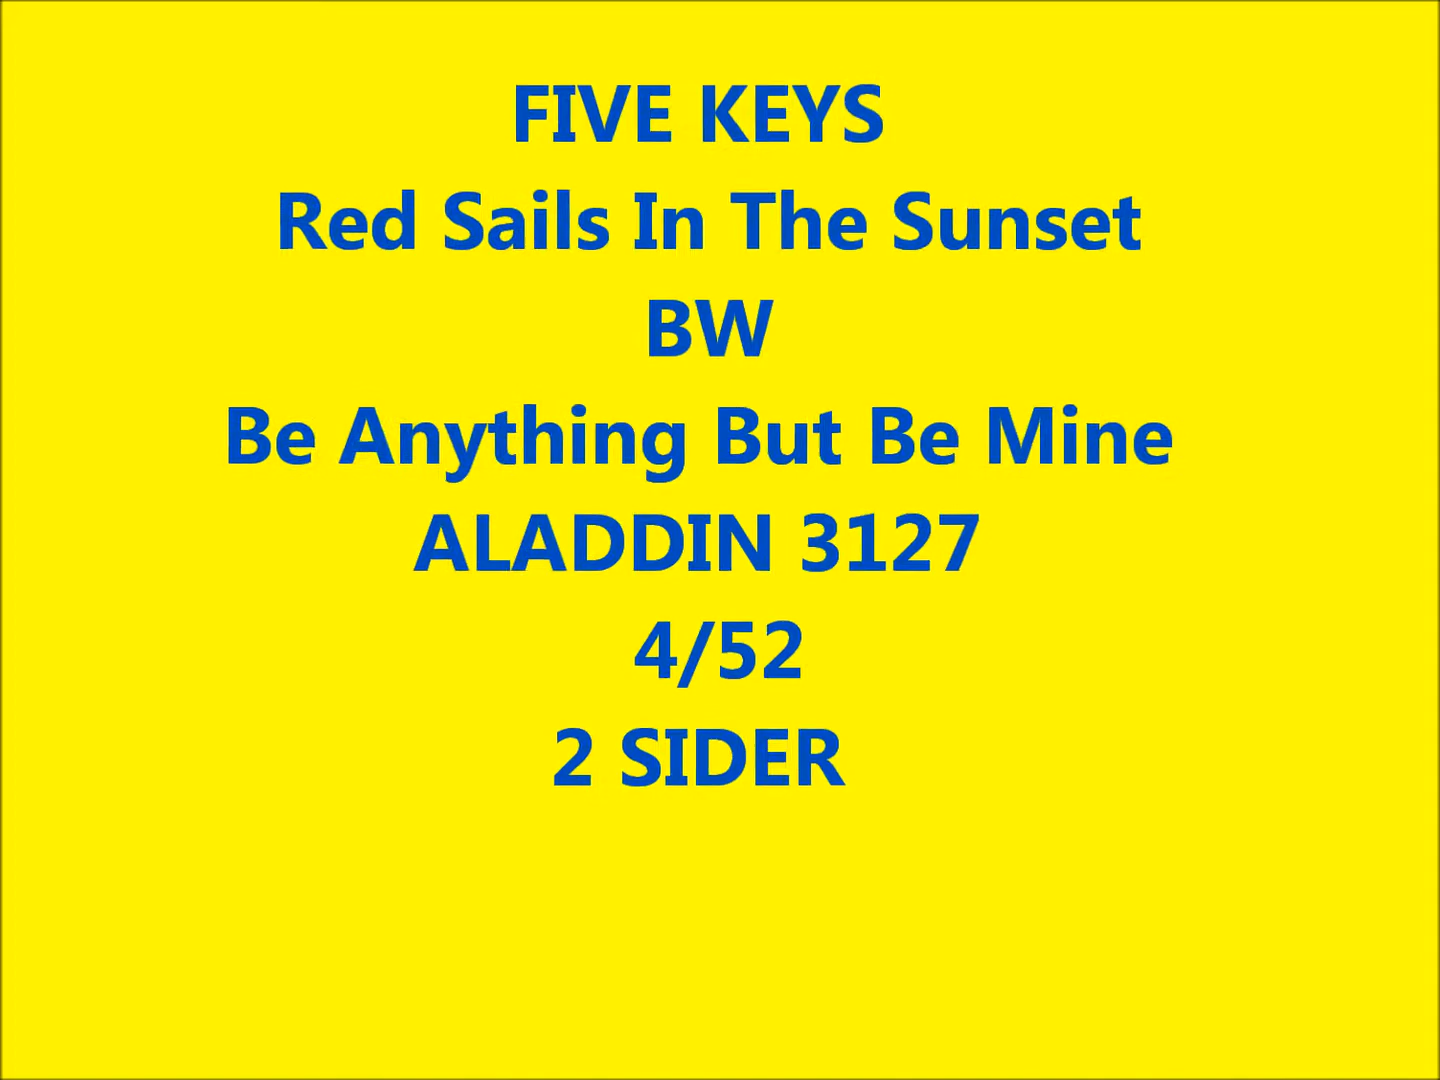 FIVE KEYS
Red Sails In The Sunset
BW
Be Anything But Be Mine
ALADDIN 3127
4/52
2 SIDER